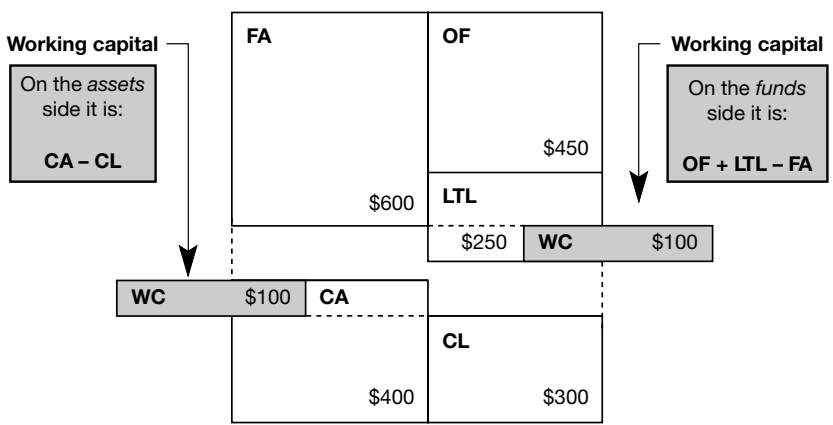 Working capital
On the assets
side it is:
CA – CL
FA
$600
OF
$450
LTL
$250
WC $100
Working capital
On the funds
side it is:
OF + LTL – FA
WC $100
CA
$400
CL
$300